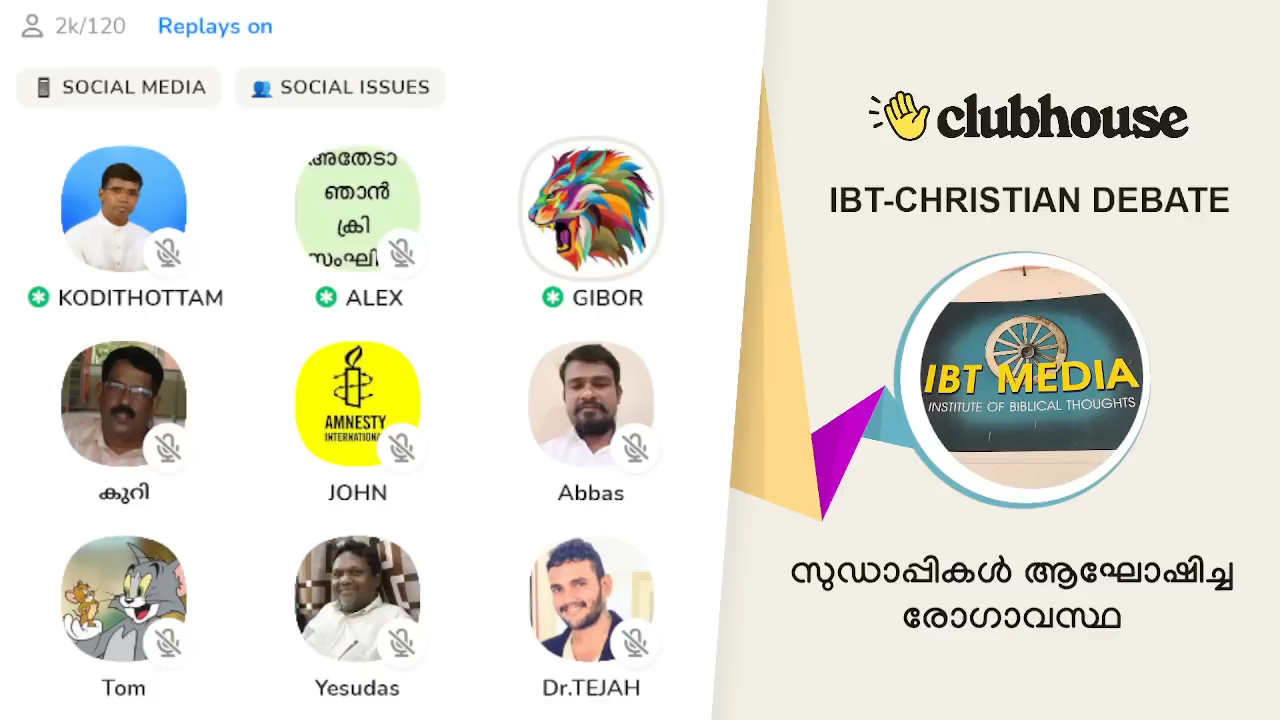 2k/120 Replays on
SOCIAL MEDIA SOCIAL ISSUES
അതേടാ
ഞാൻ
ക്രി
സംഘി
KODITHOTTAM ALEX GIBOR
AMNESTY
INTERNATIONAL
കുറി JOHN Abbas
Tom Yesudas Dr.TEJAH
clubhouse
IBT-CHRISTIAN DEBATE
IBT MEDIA
INSTITUTE OF BIBLICAL THOUGHTS
സുഡാപ്പികൾ ആഘോഷിച്ച
രോഗാവസ്ഥ